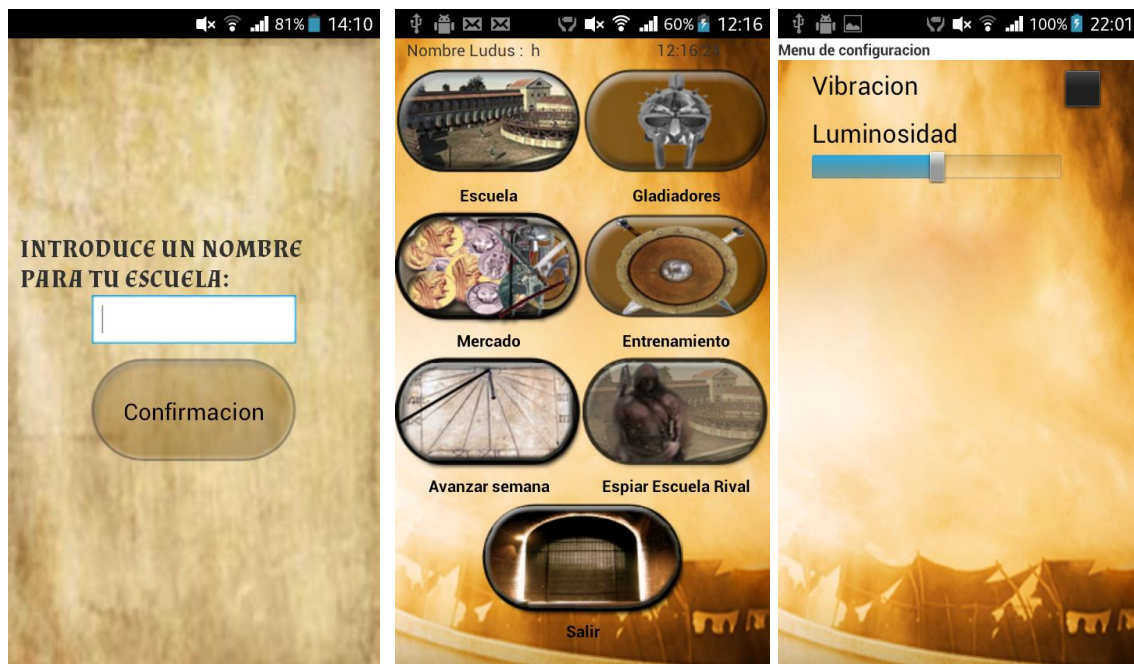 81% 14:10
INTRODUCE UN NOMBRE
PARA TU ESCUELA:
Confirmacion
60% 12:16
Nombre Ludus : h 12:16:24
Escuela Gladiadores
Mercado Entrenamiento
Avanzar semana Espiar Escuela Rival
Salir
100% 22:01
Menu de configuracion
Vibracion
Luminosidad